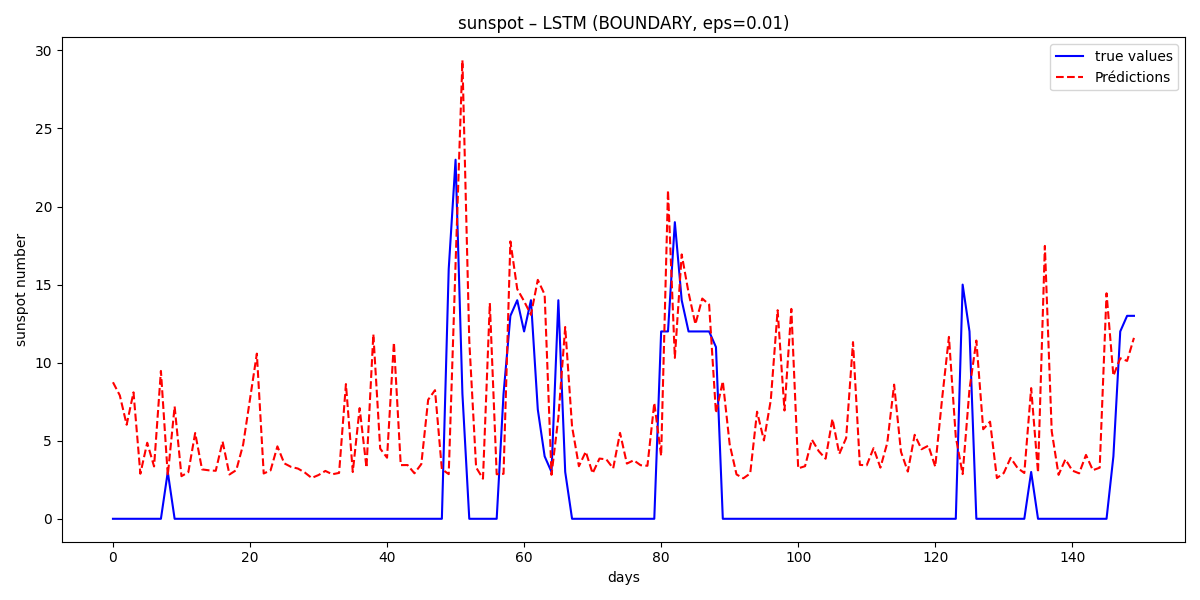 sunspot – LSTM (BOUNDARY, eps=0.01)
true values
Prédictions
sunspot number
30
25
20
15
10
5
0
0 20 40 60 80 100 120 140
days